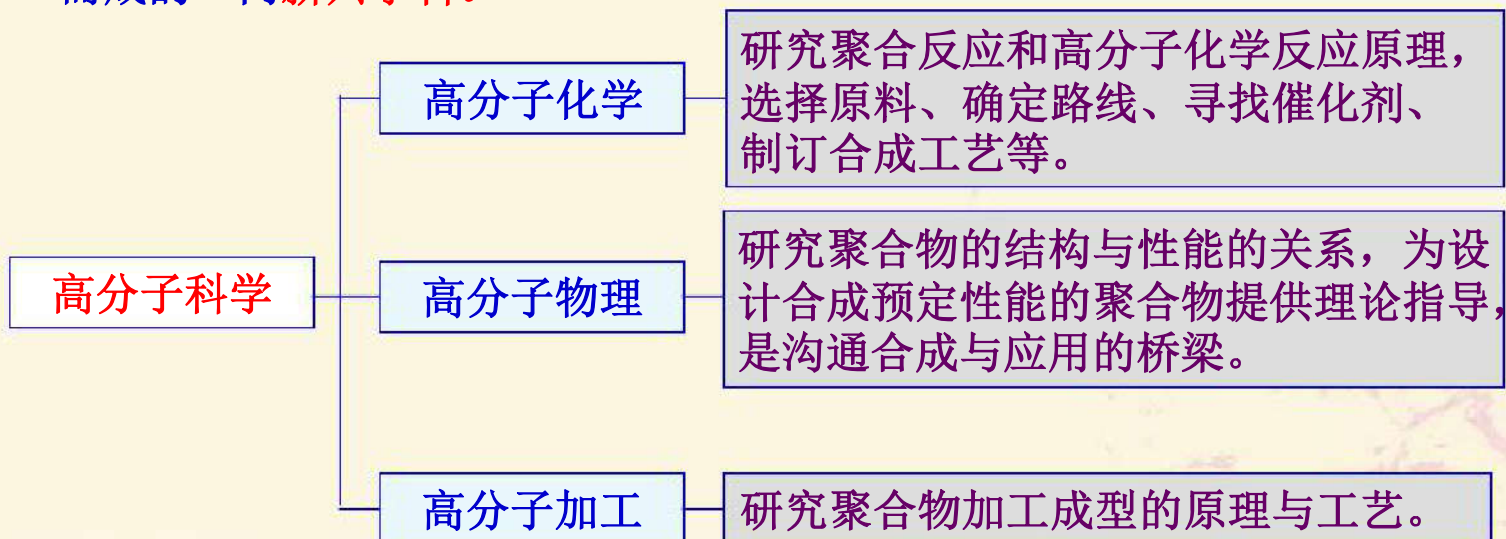 高分子化学
研究聚合反应和高分子化学反应原理，
选择原料、确定路线、寻找催化剂、
制订合成工艺等。
高分子科学
高分子物理
研究聚合物的结构与性能的关系，为设
计合成预定性能的聚合物提供理论指导，
是沟通合成与应用的桥梁。
高分子加工
研究聚合物加工成型的原理与工艺。